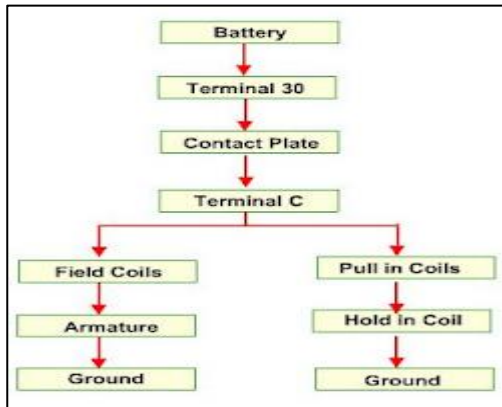 Battery
Terminal 30
Contact Plate
Terminal C
Field Coils
Pull in Coils
Armature
Hold in Coil
Ground
Ground